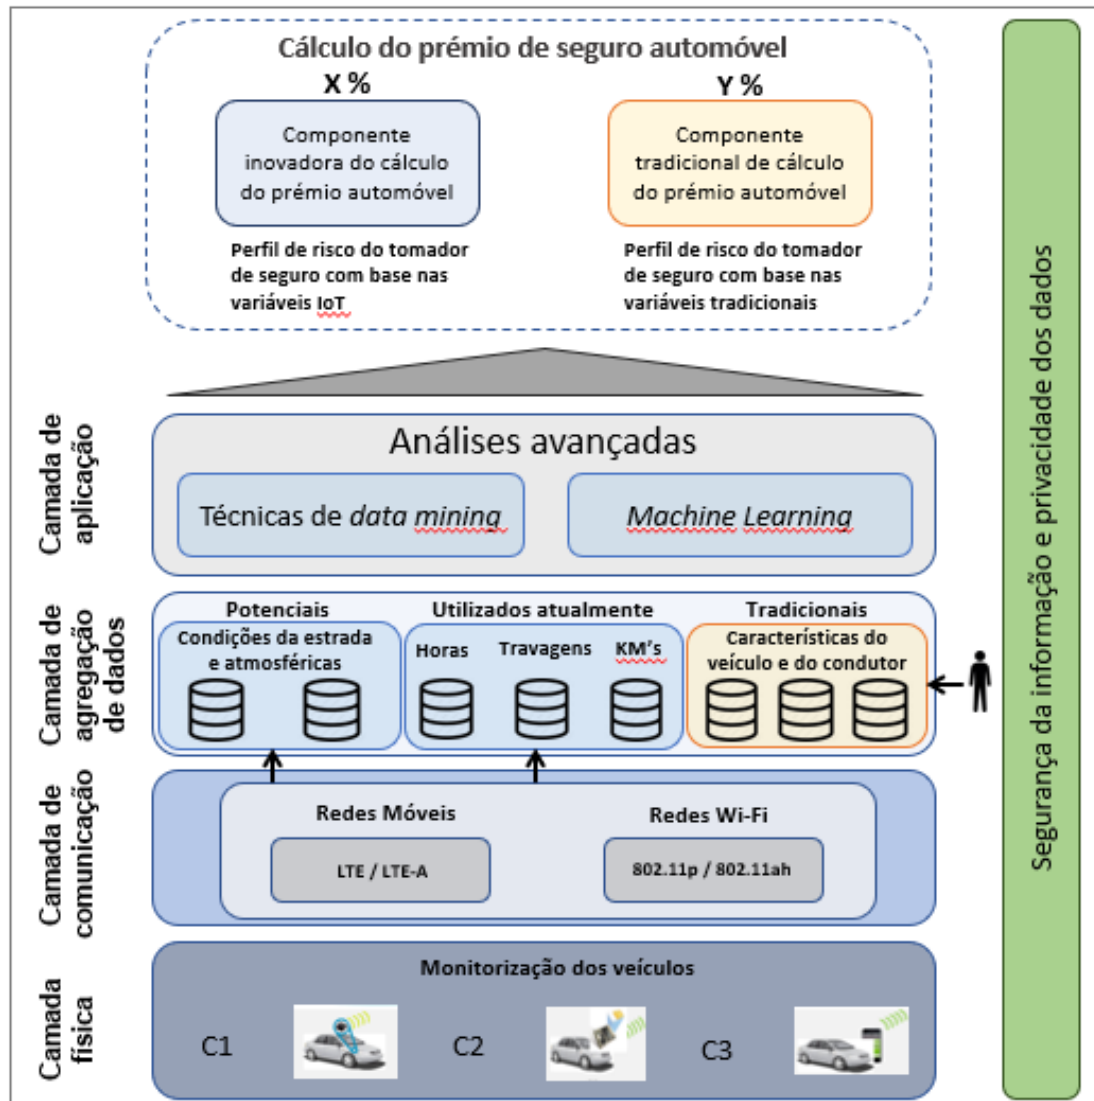 Cálculo do prémio de seguro automóvel
X %
Y %
Componente
inovadora do cálculo
do prémio automóvel
Componente
tradicional de cálculo
do prémio automóvel
Perfil de risco do tomador
de seguro com base nas
variáveis IoT
Perfil de risco do tomador
de seguro com base nas
variáveis tradicionais
Camada de
aplicação
Análises avançadas
Técnicas de data mining
Machine Learning
Camada de
agregação
de dados
Potenciais
Condições da estrada
e atmosféricas
Utilizados atualmente
Horas
Travagens
KM's
Tradicionais
Características do
veículo e do condutor
Camada de
comunicação
Redes Móveis
LTE / LTE-A
Redes Wi-Fi
802.11p / 802.11ah
Camada
física
Monitorização dos veículos
C1
C2
C3
Segurança da informação e privacidade dos dados